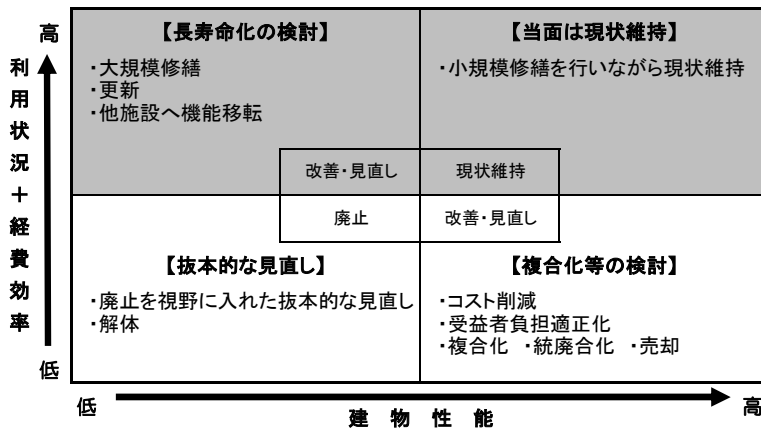 高
利用状況＋経費効率
低
【長寿命化の検討】
・大規模修繕
・更新
・他施設へ機能移転
【当面は現状維持】
・小規模修繕を行いながら現状維持
改善・見直し
現状維持
廃止
改善・見直し
【抜本的な見直し】
・廃止を視野に入れた抜本的な見直し
・解体
【複合化等の検討】
・コスト削減
・受益者負担適正化
・複合化　・統廃合化　・売却
低
建物性能
高